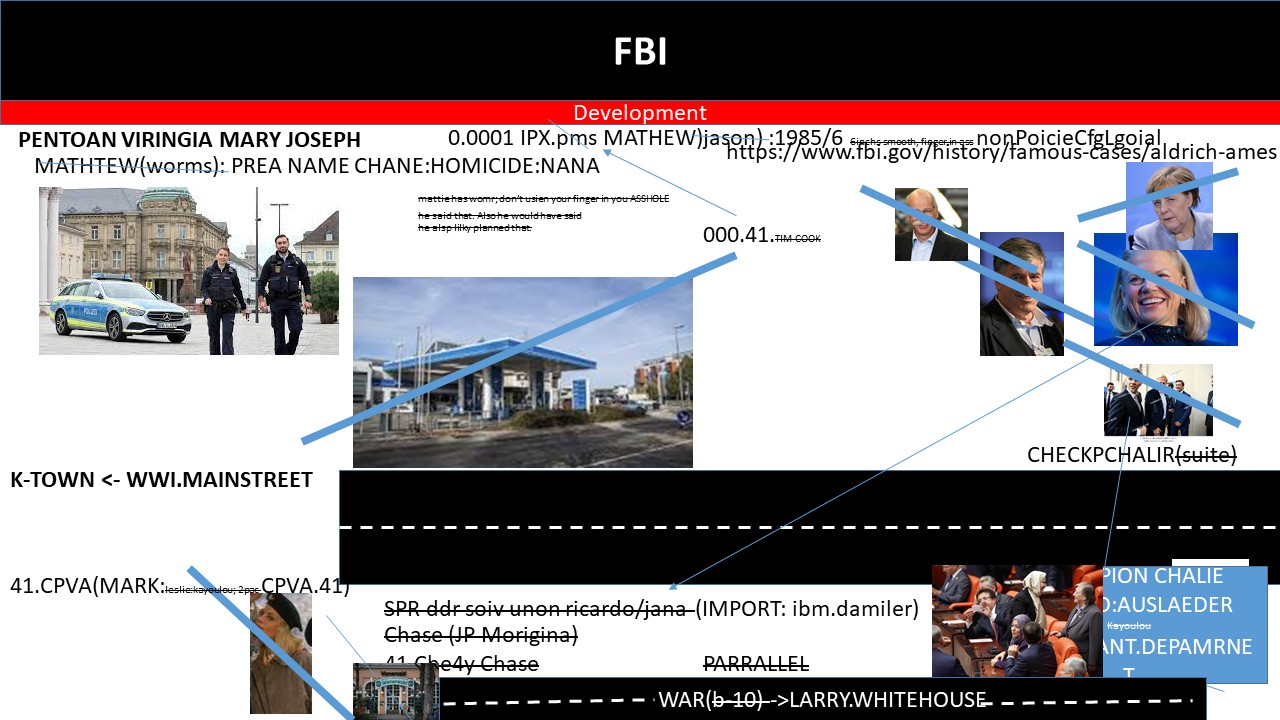 FBI
Development
PENTOAN VIRINGIA MARY JOSEPH
0.0001 IPX.pms MATHEW)jason) :1985/6 nonPoicieCfgLgoial
https://www.fbi.gov/history/famous-cases/aldrich-ames
MATHTEW(worms): PREA NAME CHANE:HOMICIDE:NANA
mattie has womr; don't usien your finger in you ASSHOLE
he said that. Also he would have said
he alsp lilky planned that.
000.41.TIM COOK
POLIZEI
CHECKPCHALIR(suite)
K-TOWN <- WWI.MAINSTREET
41.CPVA(MARK:leslie:kayoulou; 2pac CPVA.41)
SPR ddr soiv unon ricardo/jana (IMPORT: ibm.damiler)
Chase (JP Morigina)
41 Che4y Chase
PARRALLEL
PION CHALIE
D:AUSLAEDER
Kayoulou
ANT.DEPAMRNE
T
WAR(b-10) ->LARRY.WHITEHOUSE